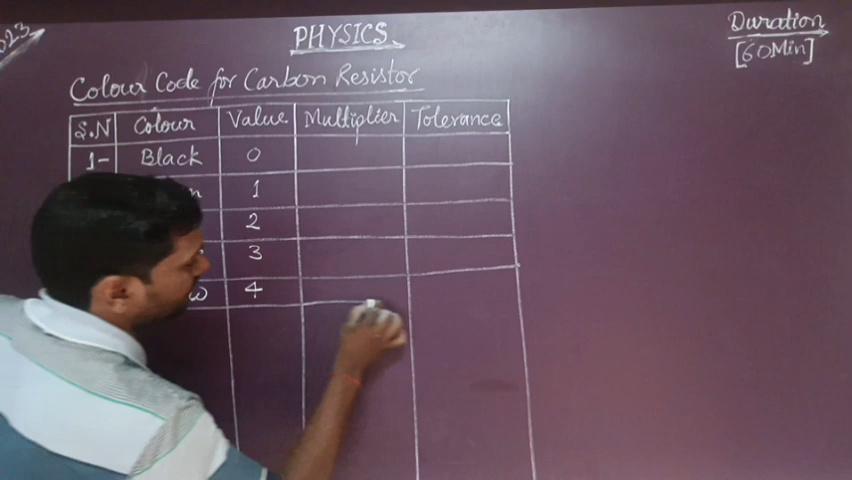 023
PHYSICS
Duration
[60Min]
Colour Code for Carbon Resistor
S.N Colour Value Multiplier Tolerance
1- Black 0
n 1
2
3
w 4